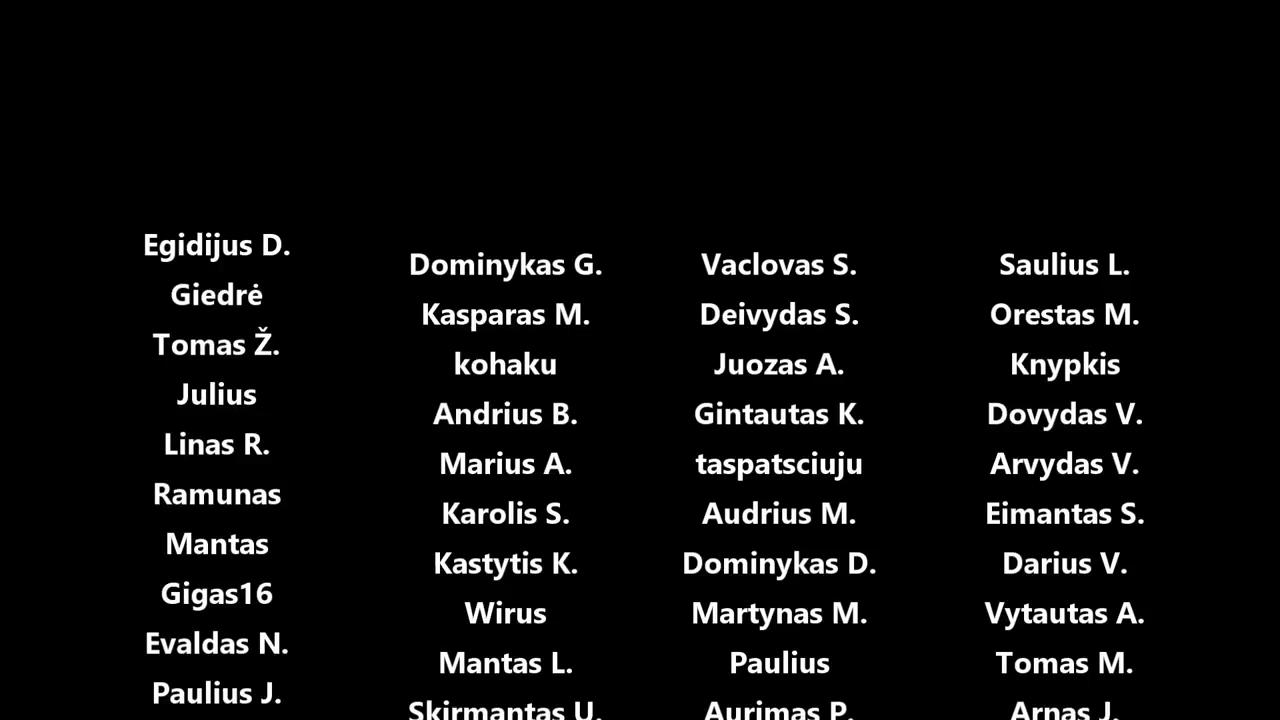 Egidijus D.
Giedrė
Tomas Ž.
Julius
Linas R.
Ramunas
Mantas
Gigas16
Evaldas N.
Paulius J.
Dominykas G.
Kasparas M.
kohaku
Andrius B.
Marius A.
Karolis S.
Kastytis K.
Wirus
Mantas L.
Skirmantas U.
Vaclovas S.
Deivydas S.
Juozas A.
Gintautas K.
taspatsciuju
Audrius M.
Dominykas D.
Martynas M.
Paulius
Aurimas P.
Saulius L.
Orestas M.
Knypkis
Dovydas V.
Arvydas V.
Eimantas S.
Darius V.
Vytautas A.
Tomas M.
Arnas J.